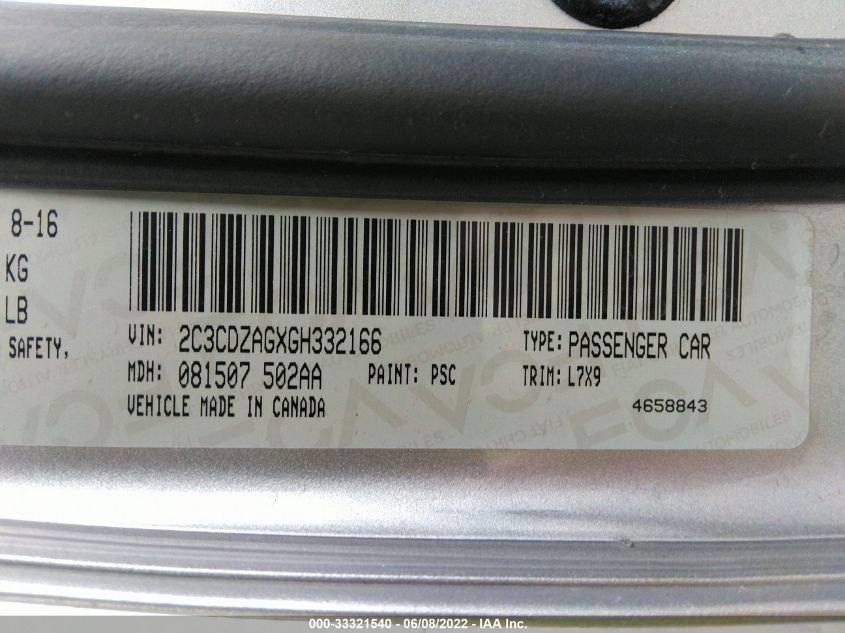 8-16
KG
LB
SAFETY,
VIN: 2C3CDZAGXGH332166 TYPE: PASSENGER CAR
MDH: 081507 502AA PAINT: PSC TRIM: L7X9
VEHICLE MADE IN CANADA 4658843
000-33321540 - 06/08/2022 - IAA Inc.